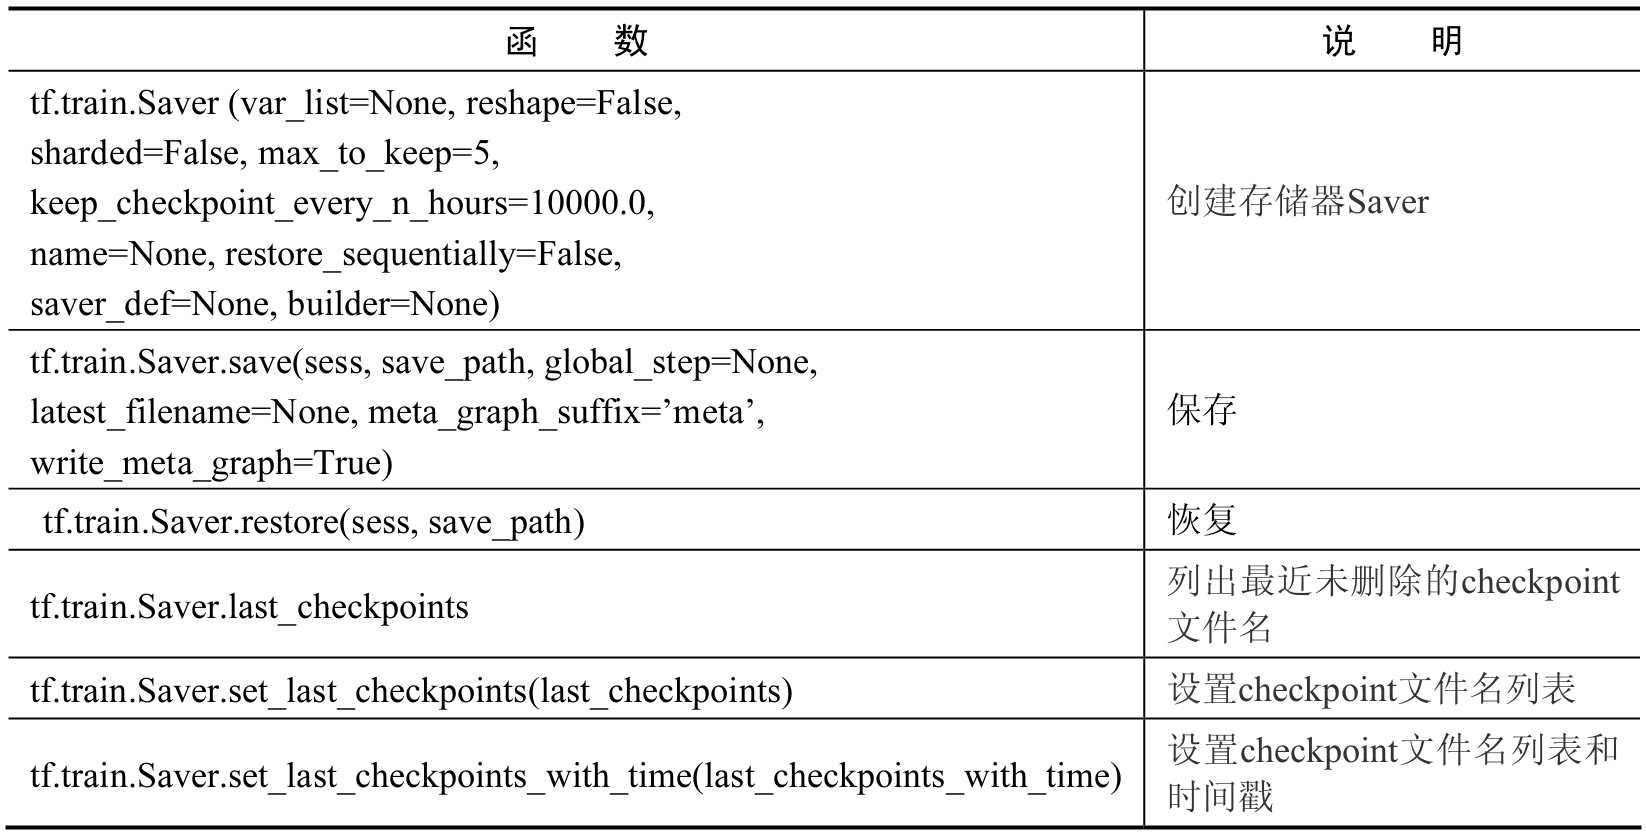 函 数 说 明
tf.train.Saver (var_list=None, reshape=False,
sharded=False, max_to_keep=5,
keep_checkpoint_every_n_hours=10000.0,
name=None, restore_sequentially=False,
saver_def=None, builder=None)
创建存储器Saver
tf.train.Saver.save(sess, save_path, global_step=None,
latest_filename=None, meta_graph_suffix=’meta’,
write_meta_graph=True)
保存
tf.train.Saver.restore(sess, save_path)
恢复
tf.train.Saver.last_checkpoints
列出最近未删除的checkpoint
文件名
tf.train.Saver.set_last_checkpoints(last_checkpoints)
设置checkpoint文件名列表
tf.train.Saver.set_last_checkpoints_with_time(last_checkpoints_with_time)
设置checkpoint文件名列表和
时间戳